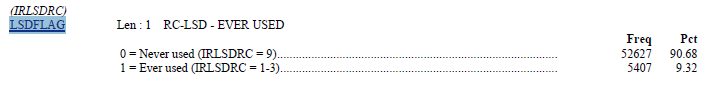 (IRLSDRC)
LSDFLAG Len : 1 RC-LSD - EVER USED
Freq Pct
0 = Never used (IRLSDRC = 9)..................................................................................................... 52627 90.68
1 = Ever used (IRLSDRC = 1-3).................................................................................................... 5407 9.32